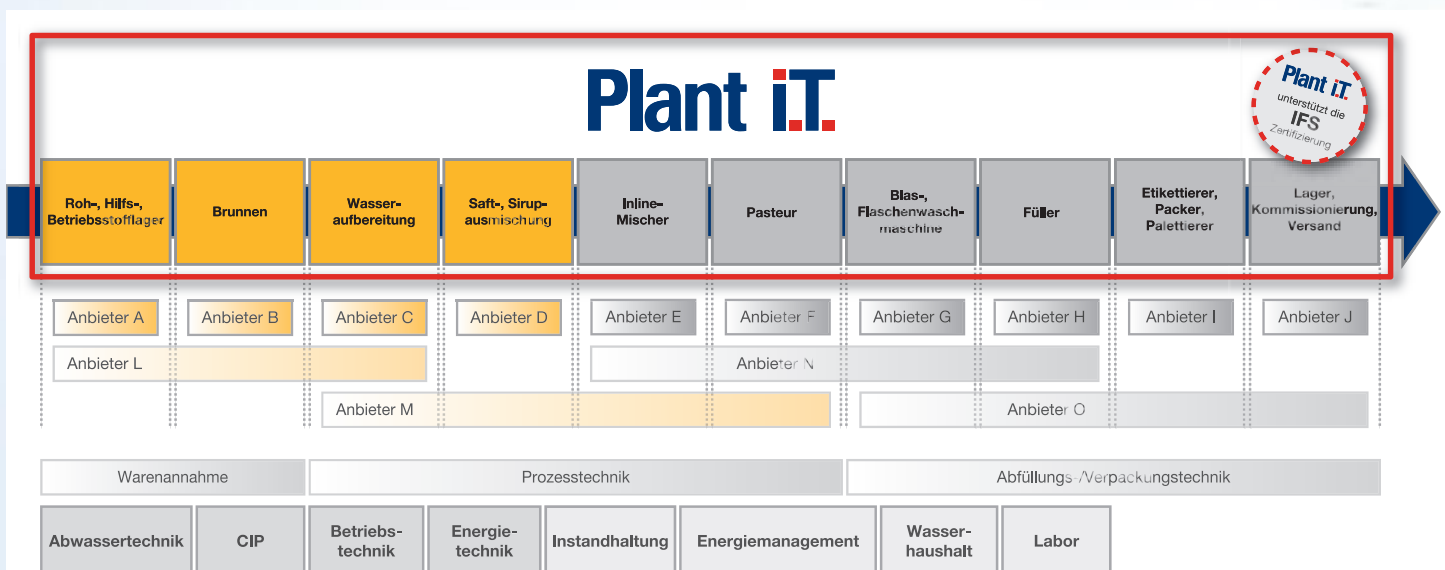 Plant i.T.
Plant i.T.
unterstützt die
IFS
Zertifizierung
Roh-, Hilfs-,
Betriebsstofflager
Brunnen
Wasser-
aufbereitung
Saft-, Sirup-
ausmischung
Inline-
Mischer
Pasteur
Blas-,
Flaschenwasch-
maschine
Füller
Etikettierer,
Packer,
Palettierer
Lager,
Kommissionierung,
Versand
Anbieter A
Anbieter B
Anbieter C
Anbieter D
Anbieter E
Anbieter F
Anbieter G
Anbieter H
Anbieter I
Anbieter J
Anbieter L
Anbieter N
Anbieter M
Anbieter O
Warenannahme
Prozesstechnik
Abfüllungs-/Verpackungstechnik
Abwassertechnik
CIP
Betriebs-
technik
Energie-
technik
Instandhaltung
Energiemanagement
Wasser-
haushalt
Labor